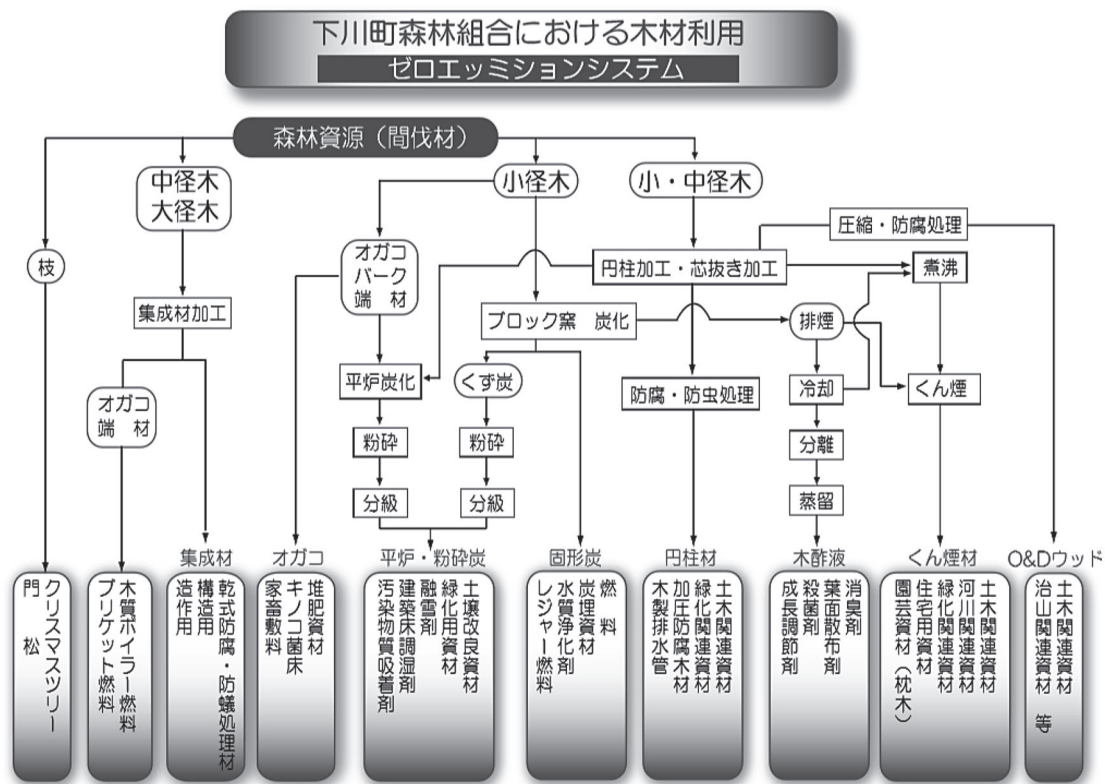 下川町森林組合における木材利用
ゼロエッミションシステム
森林資源（間伐材）
中径木
大径木
小径木
小・中径木
圧縮・防腐処理
枝
オガコ
バーク
端材
円柱加工・芯抜き加工
煮沸
集成材加工
ブロック窯　炭化
排煙
平炉炭化
くず炭
防腐・防虫処理
冷却
くん煙
オガコ
端　材
粉砕
粉砕
分離
分級
分級
蒸留
集成材
オガコ
平炉・粉砕炭
固形炭
円柱材
木酢液
くん煙材
O&Dウッド
クリスマスツリー
門　松
木質ボイラー燃料
ブリケット燃料
乾式防腐・防蟻処理材
構造用
造作用
堆肥資材
キノコ菌床
家畜敷料
土壌改良資材
緑化用資材
融雪剤
建築床調湿剤
汚染物質吸着剤
燃　料
炭埋資材
水質浄化剤
レジャー燃料
土木関連資材
緑化関連資材
加圧防腐木材
木製排水管
消臭剤
葉面散布剤
殺菌剤
成長調節剤
土木関連資材
河川関連資材
緑化関連資材
住宅用資材
園芸資材（枕木）
土木関連資材
治山関連資材　等